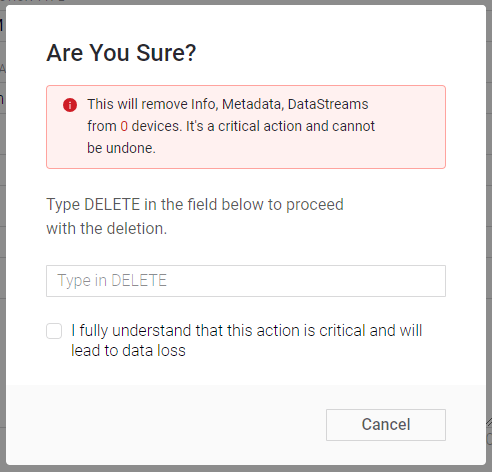 Are You Sure?
This will remove Info, Metadata, DataStreams
from 0 devices. It's a critical action and cannot
be undone.
Type DELETE in the field below to proceed
with the deletion.
Type in DELETE
I fully understand that this action is critical and will
lead to data loss
Cancel